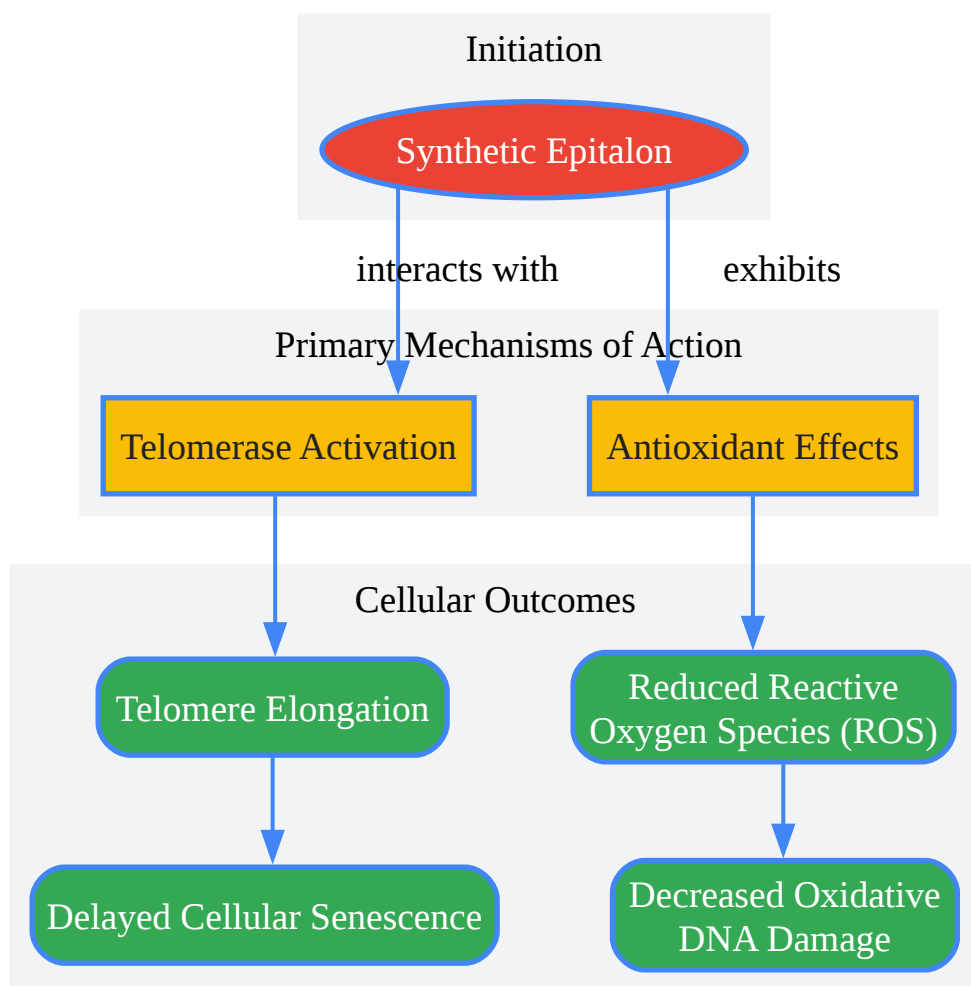 Initiation
Synthetic Epitalon
interacts with
exhibits
Primary Mechanisms of Action
Telomerase Activation
Antioxidant Effects
Cellular Outcomes
Telomere Elongation
Reduced Reactive
Oxygen Species (ROS)
Delayed Cellular Senescence
Decreased Oxidative
DNA Damage